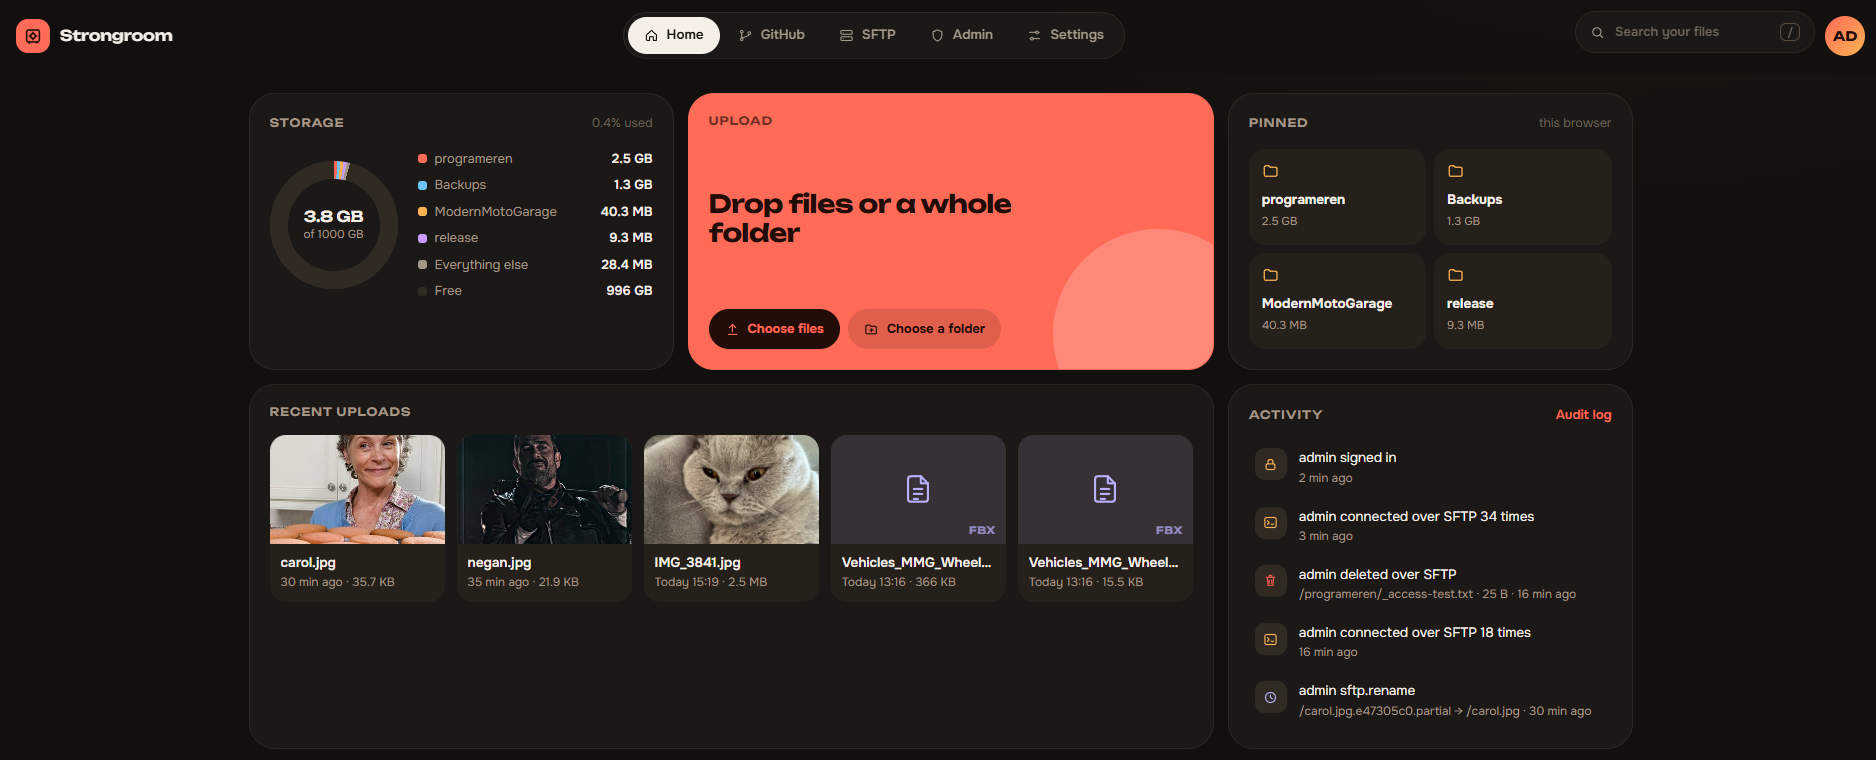 Strongroom
Home
GitHub
SFTP
Admin
Settings
Search your files
/
AD
STORAGE
0.4% used
3.8 GB
of 1000 GB
programeren 2.5 GB
Backups 1.3 GB
ModernMotoGarage 40.3 MB
release 9.3 MB
Everything else 28.4 MB
Free 996 GB
UPLOAD
Drop files or a whole
folder
Choose files
Choose a folder
PINNED
this browser
programeren
2.5 GB
Backups
1.3 GB
ModernMotoGarage
40.3 MB
release
9.3 MB
RECENT UPLOADS
carol.jpg
30 min ago · 35.7 KB
negan.jpg
35 min ago · 21.9 KB
IMG_3841.jpg
Today 15:19 · 2.5 MB
FBX
Vehicles_MMG_Wheel...
Today 13:16 · 366 KB
FBX
Vehicles_MMG_Wheel...
Today 13:16 · 15.5 KB
ACTIVITY
Audit log
admin signed in
2 min ago
admin connected over SFTP 34 times
3 min ago
admin deleted over SFTP
/programeren/_access-test.txt · 25 B · 16 min ago
admin connected over SFTP 18 times
16 min ago
admin sftp.rename
/carol.jpg.e47305c0.partial → /carol.jpg · 30 min ago